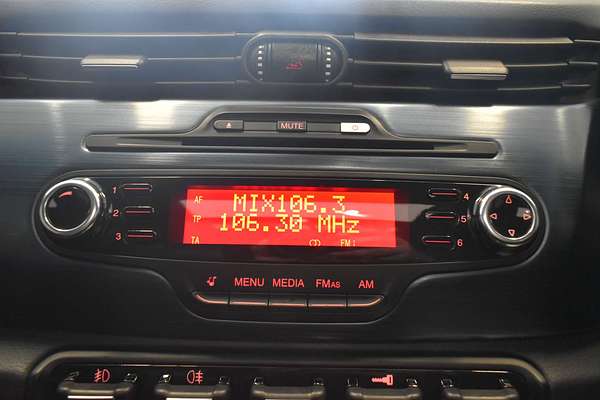 MUTE
1
2
3
AF
TP
TA
MIX106.3
106.30 MHz
FM1
4
5
6
MENU
MEDIA
FMAS
AM